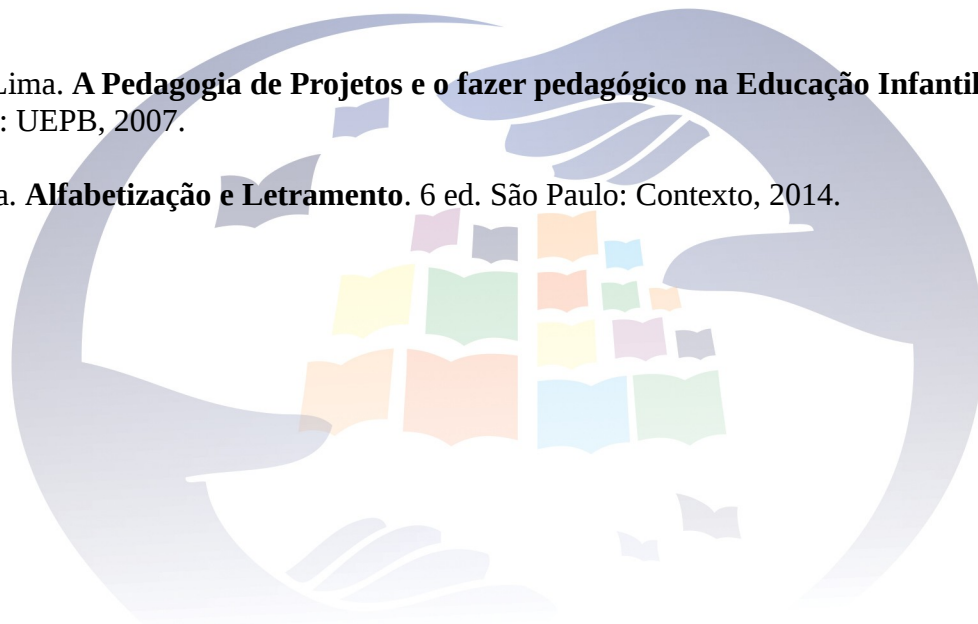 Lima. A Pedagogia de Projetos e o fazer pedagógico na Educação Infantil
: UEPB, 2007.
a. Alfabetização e Letramento. 6 ed. São Paulo: Contexto, 2014.